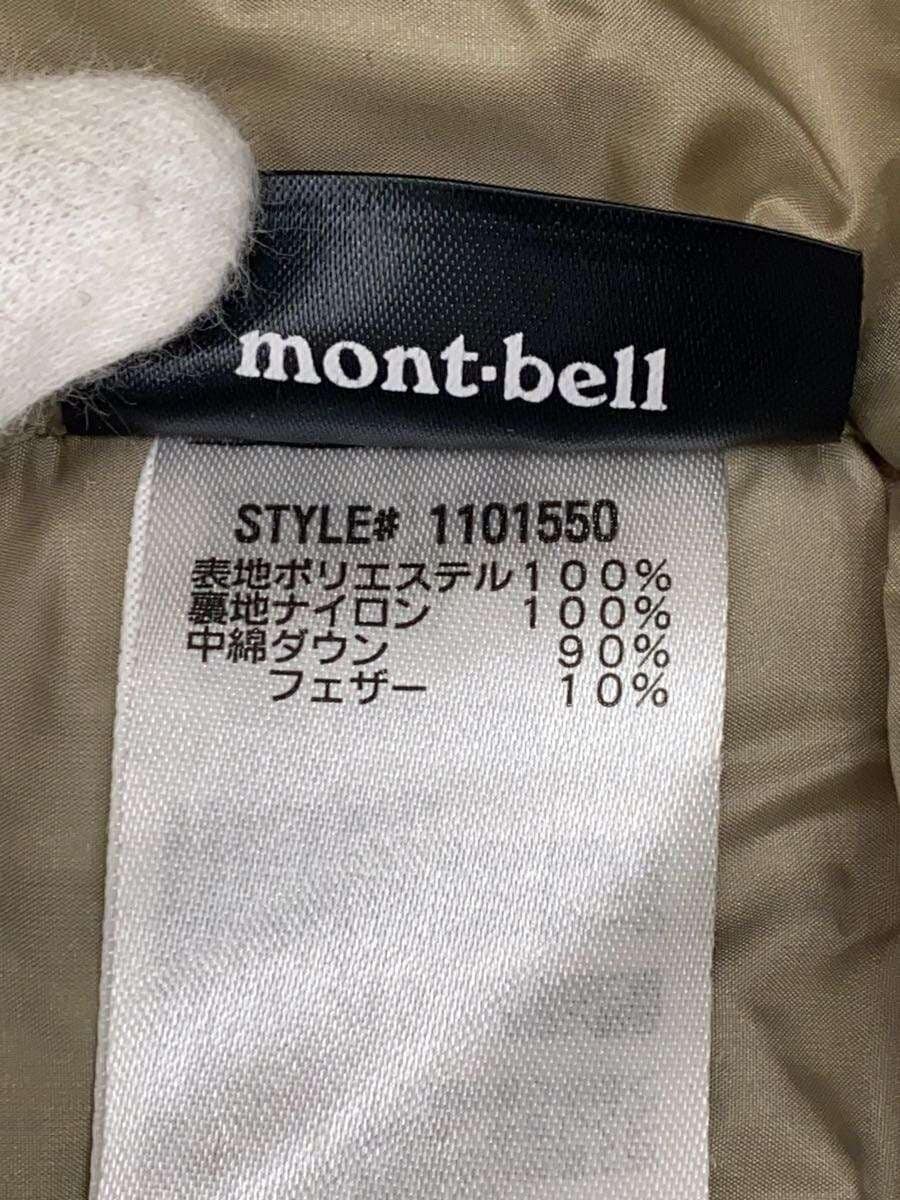 mont-bell
STYLE# 1101550
表地ポリエステル100%
裏地ナイロン 100%
中綿ダウン 90%
フェザー 10%